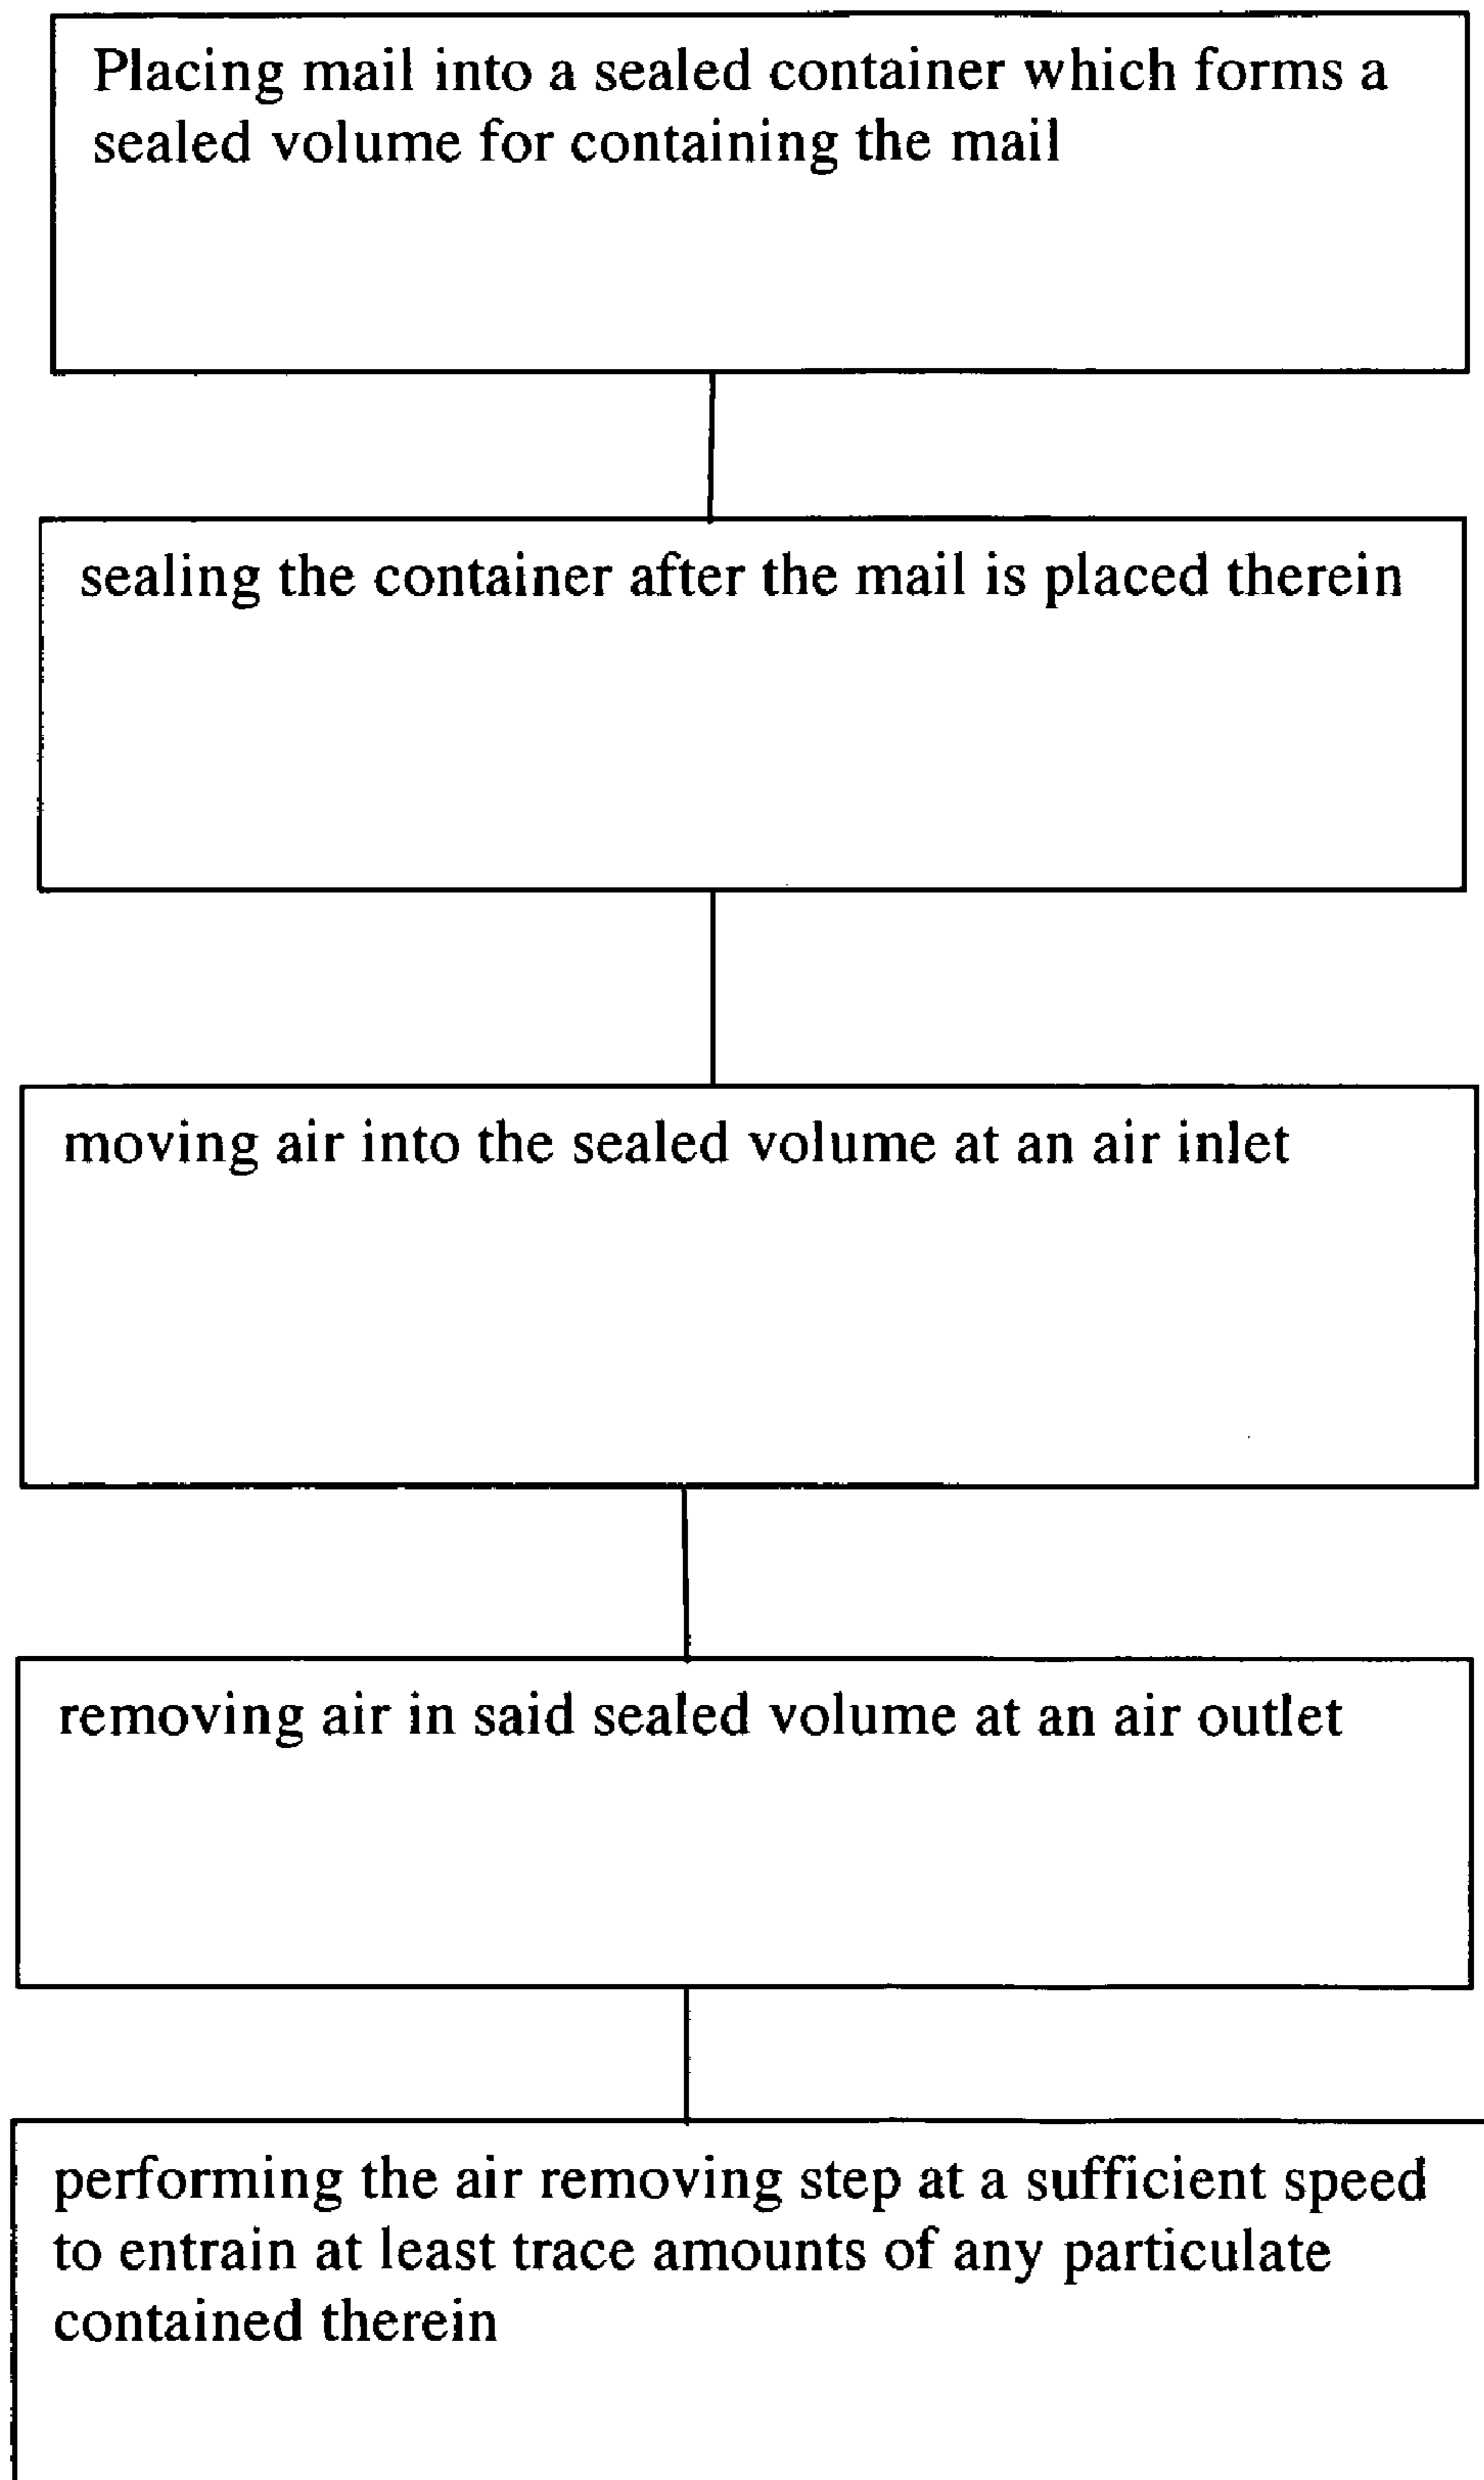 Placing mail into a sealed container which forms a
sealed volume for containing the mail
sealing the container after the mail is placed therein
moving air into the sealed volume at an air inlet
removing air in said sealed volume at an air outlet
performing the air removing step at a sufficient speed
to entrain at least trace amounts of any particulate
contained therein